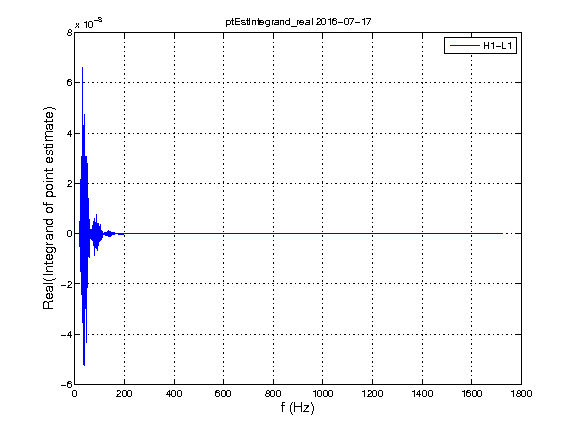 ptEstIntegrand_real 2016-07-17
x 10⁻⁸
H1-L1
8
6
4
2
0
-2
-4
-6
Real(Integrand of point estimate)
0 200 400 600 800 1000 1200 1400 1600 1800
f (Hz)